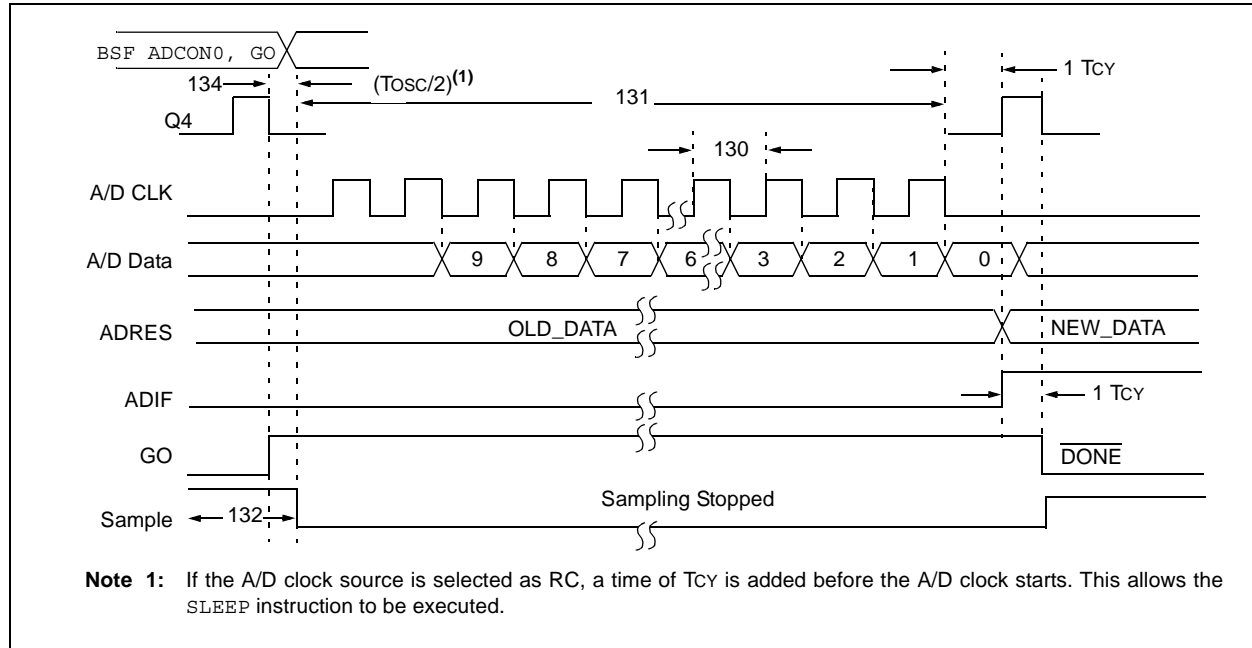 BSF ADCON0, GO
134
(TOSC/2)(1)
131
1 TCY
Q4
130
A/D CLK
A/D Data
9 8 7 6 3 2 1 0
ADRES
OLD_DATA
NEW_DATA
ADIF
1 TCY
GO
DONE
Sample
132
Sampling Stopped
Note 1: If the A/D clock source is selected as RC, a time of TCY is added before the A/D clock starts. This allows the
SLEEP instruction to be executed.